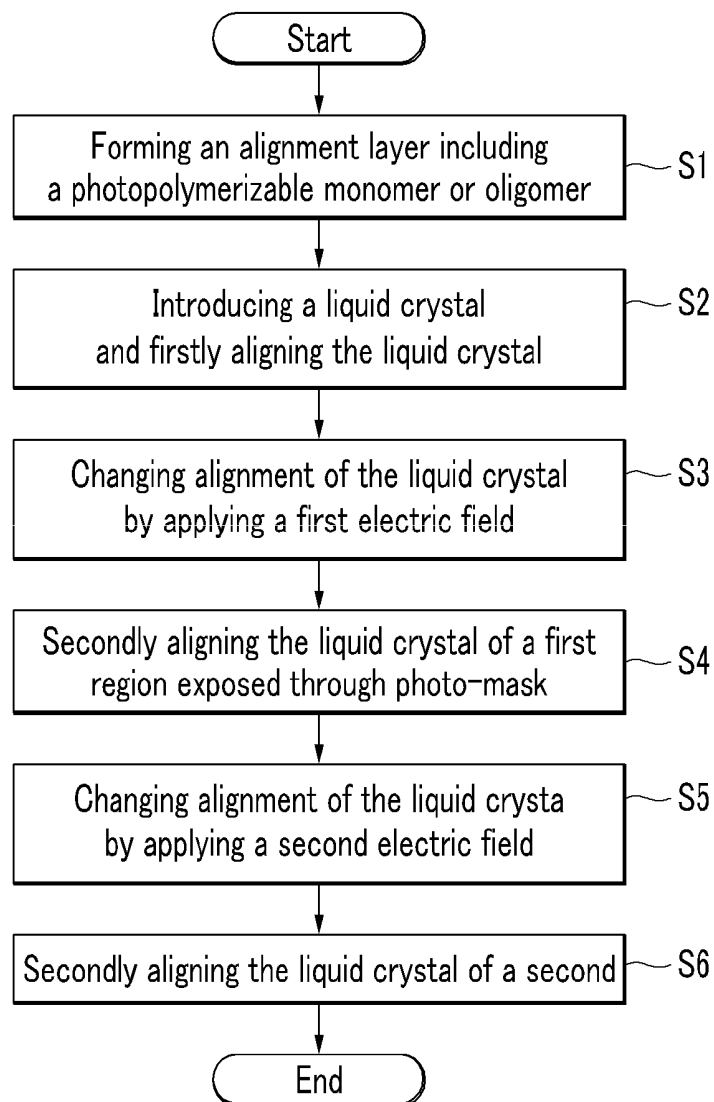 Start
Forming an alignment layer including
a photopolymerizable monomer or oligomer
S1
Introducing a liquid crystal
and firstly aligning the liquid crystal
S2
Changing alignment of the liquid crystal
by applying a first electric field
S3
Secondly aligning the liquid crystal of a first
region exposed through photo-mask
S4
Changing alignment of the liquid crysta
by applying a second electric field
S5
Secondly aligning the liquid crystal of a second
S6
End